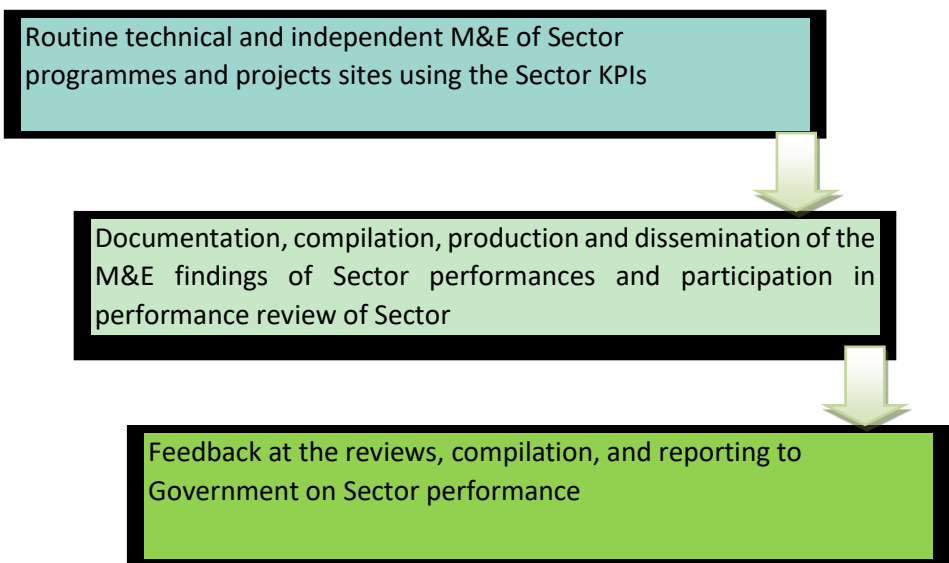 Routine technical and independent M&E of Sector
programmes and projects sites using the Sector KPIs
Documentation, compilation, production and dissemination of the
M&E findings of Sector performances and participation in
performance review of Sector
Feedback at the reviews, compilation, and reporting to
Government on Sector performance